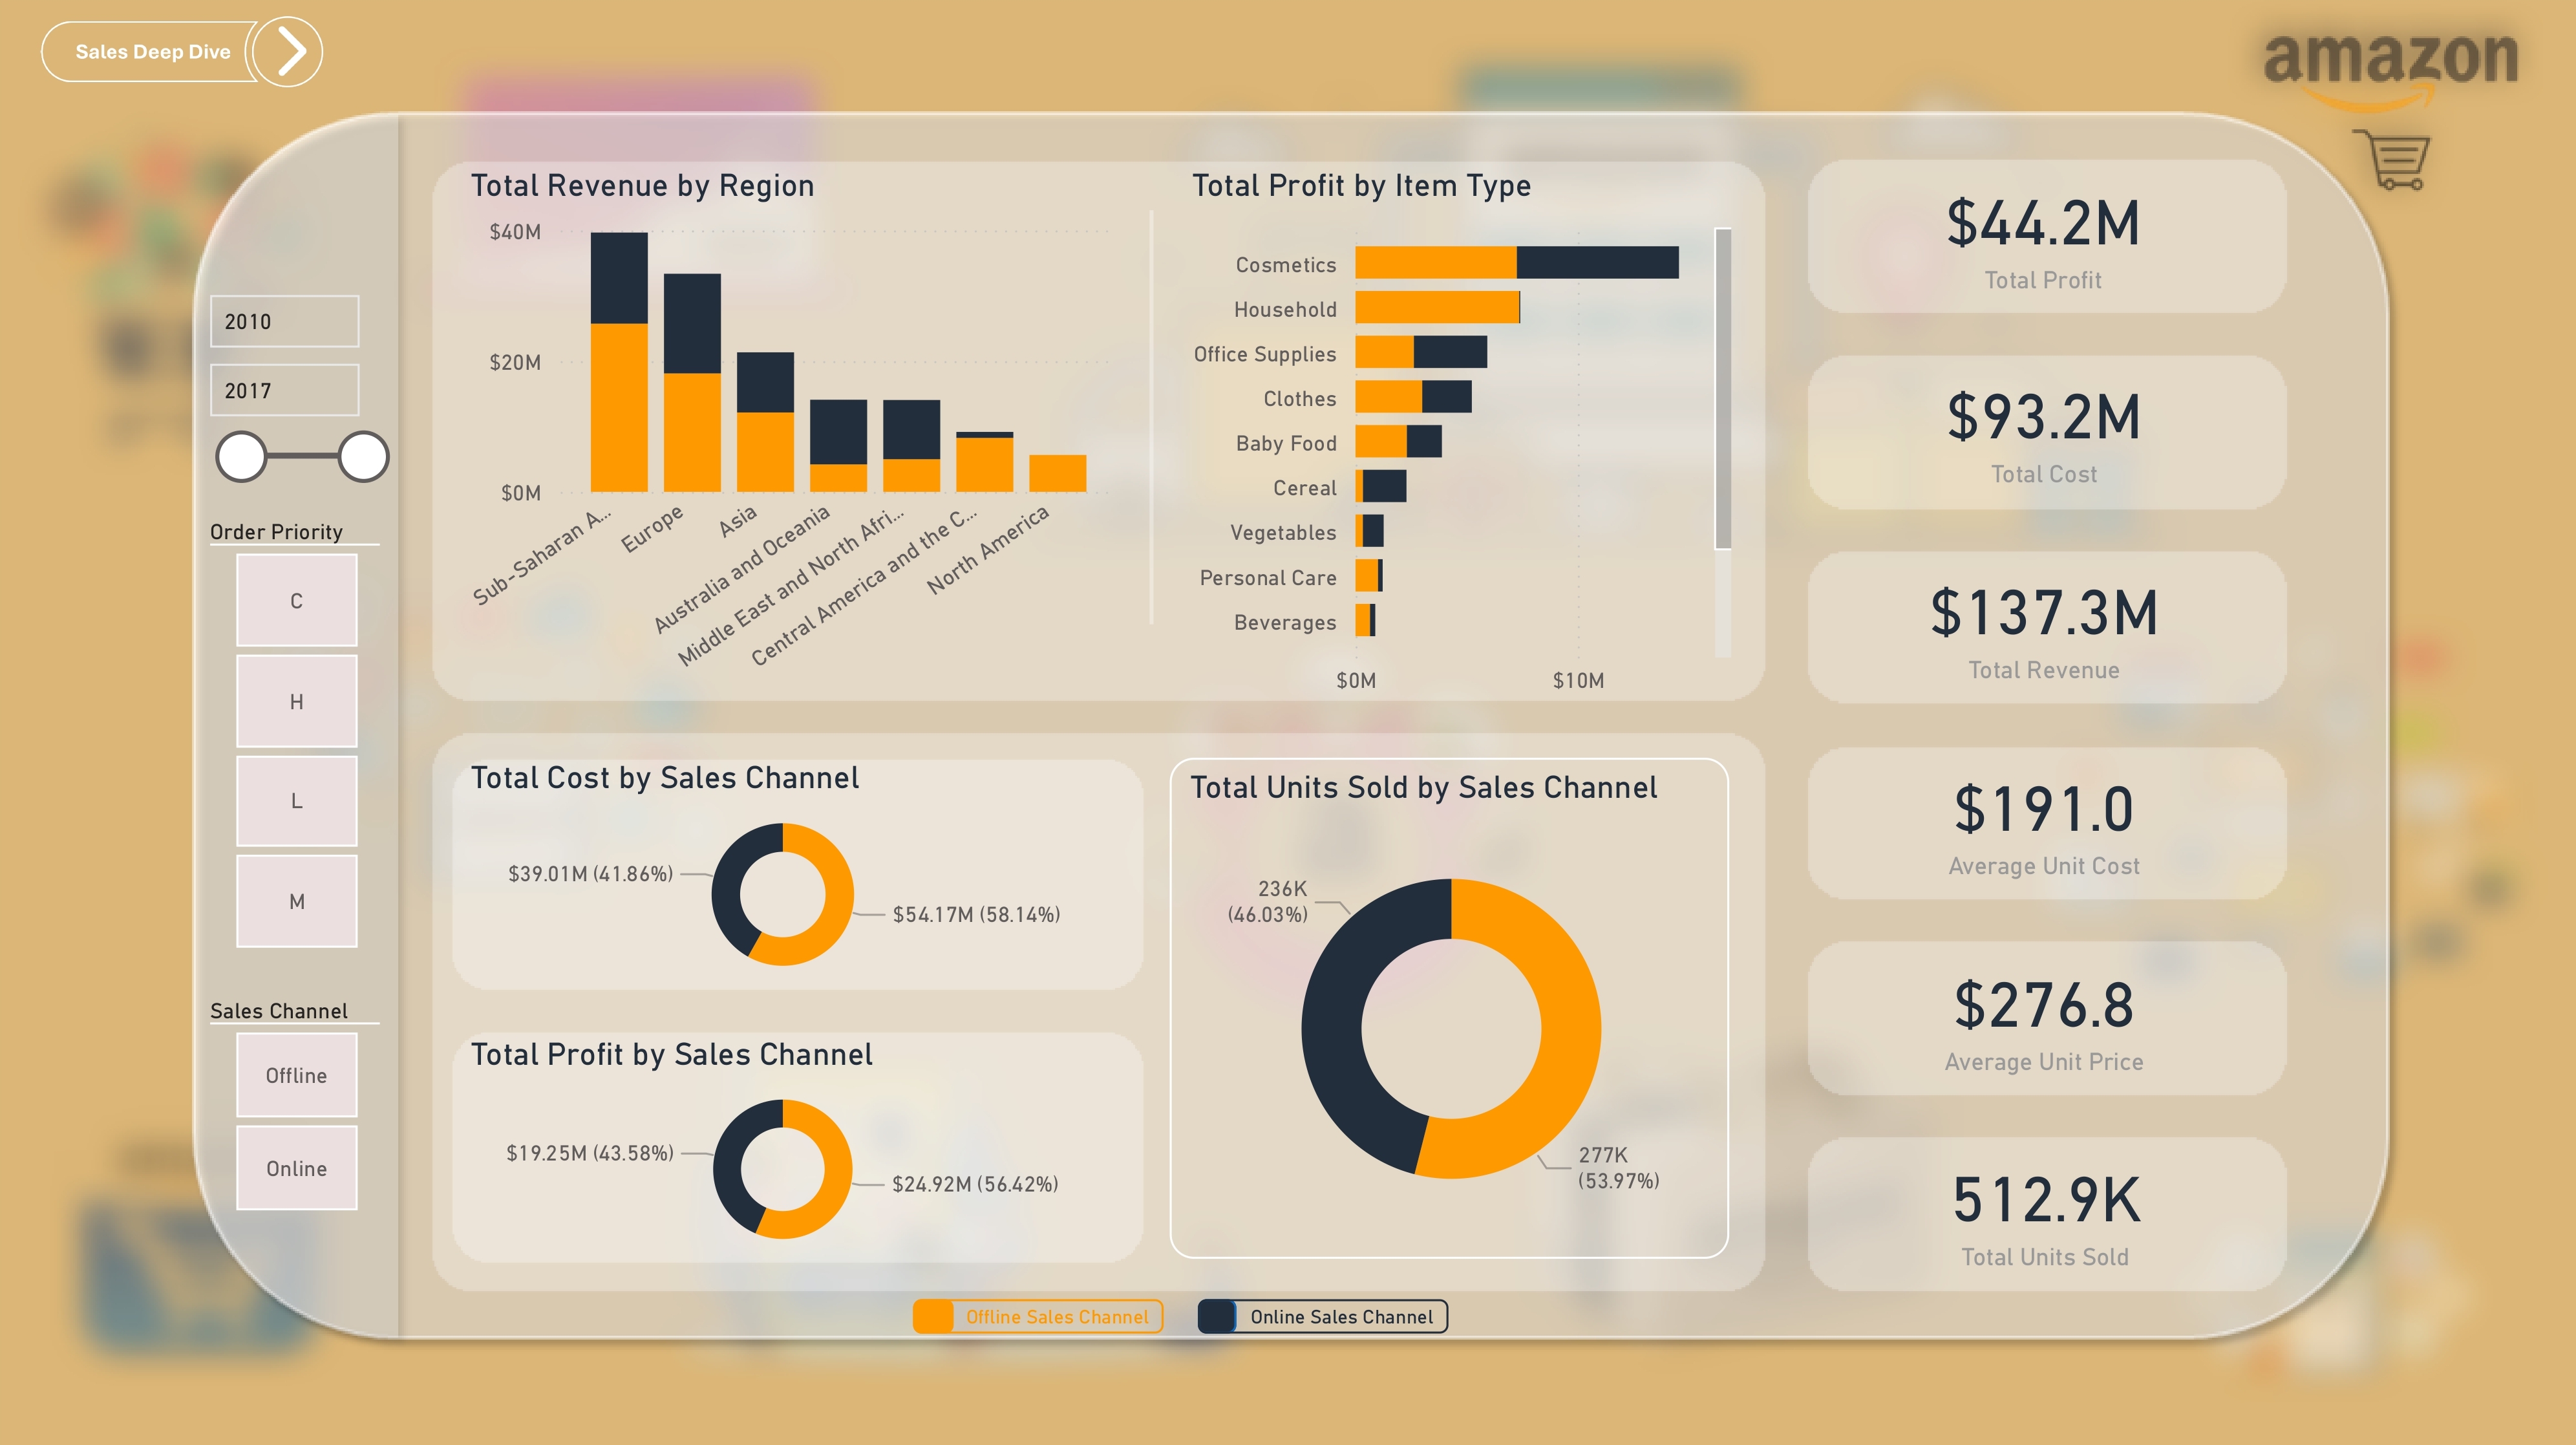 Sales Deep Dive
amazon
2010
2017
Order Priority
C
H
L
M
Sales Channel
Offline
Online
Total Revenue by Region
$40M
$20M
$0M
Sub-Saharan A...
Europe
Asia
Australia and Oceania
Middle East and North Afri...
Central America and the C...
North America
Total Profit by Item Type
Cosmetics
Household
Office Supplies
Clothes
Baby Food
Cereal
Vegetables
Personal Care
Beverages
$0M
$10M
Total Cost by Sales Channel
$39.01M (41.86%)
$54.17M (58.14%)
Total Profit by Sales Channel
$19.25M (43.58%)
$24.92M (56.42%)
Total Units Sold by Sales Channel
236K
(46.03%)
277K
(53.97%)
Offline Sales Channel
Online Sales Channel
$44.2M
Total Profit
$93.2M
Total Cost
$137.3M
Total Revenue
$191.0
Average Unit Cost
$276.8
Average Unit Price
512.9K
Total Units Sold